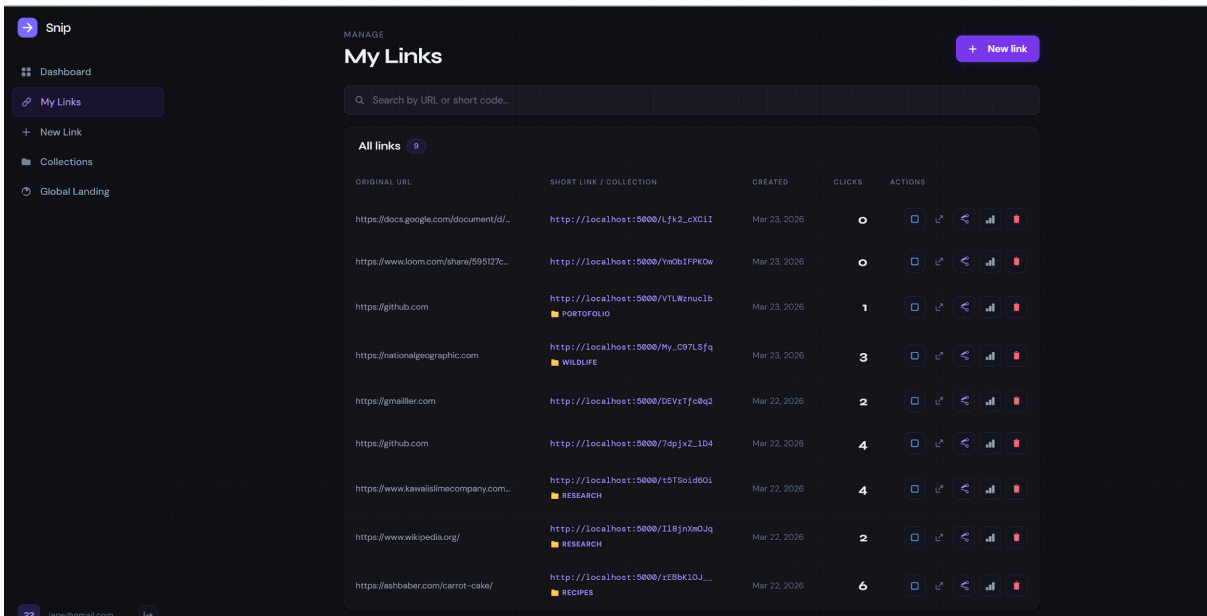 Snip
Dashboard
My Links
New Link
Collections
Global Landing
MANAGE
My Links
+ New link
Search by URL or short code...
All links 9
ORIGINAL URL SHORT LINK / COLLECTION CREATED CLICKS ACTIONS
https://docs.google.com/document/d/... http://localhost:5000/Lfk2_cXCiI Mar 23, 2026 0
https://www.loom.com/share/595127c... http://localhost:5000/YmObIFPKOw Mar 23, 2026 0
https://github.com http://localhost:5000/VTLWznuclb Mar 23, 2026 1
PORTOFOLIO
https://nationalgeographic.com http://localhost:5000/My_C97LSfq Mar 23, 2026 3
WILDLIFE
https://gmailller.com http://localhost:5000/DEVrTfc0q2 Mar 22, 2026 2
https://github.com http://localhost:5000/7dpjxZ_1D4 Mar 22, 2026 4
https://www.kawaiislimecompany.com... http://localhost:5000/t5TSoid6Oi Mar 22, 2026 4
RESEARCH
https://www.wikipedia.org/ http://localhost:5000/Il8jnXmOJq Mar 22, 2026 2
RESEARCH
https://ashbaber.com/carrot-cake/ http://localhost:5000/rEBbK1OJ__ Mar 22, 2026 6
RECIPES
jane@gmail.com